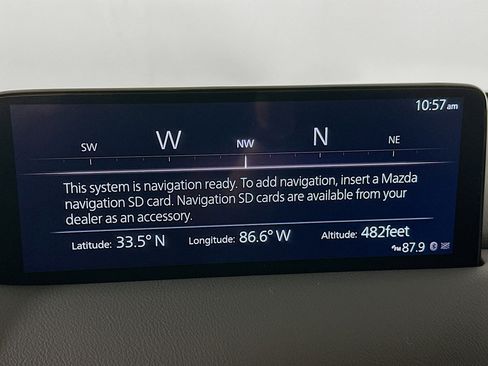 10:57am
SW W NW N NE
This system is navigation ready. To add navigation, insert a Mazda
navigation SD card. Navigation SD cards are available from your
dealer as an accessory.
Latitude: 33.5° N Longitude: 86.6° W Altitude: 482feet
FM 87.9